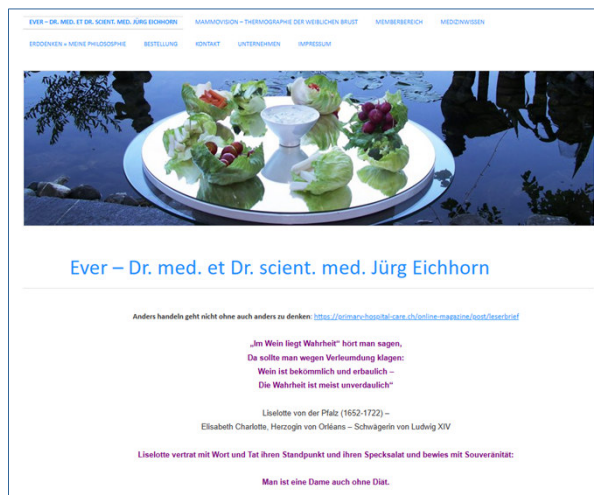 EVER – DR. MED. ET DR. SCIENT. MED. JÜRG EICHHORN MAMMOVISION – THERMOGRAPHIE DER WEIBLICHEN BRUST MEMBERBEREICH MEDIZINWISSEN
ERDDENKEN = MEINE PHILOSOSPHIE BESTELLUNG KONTAKT UNTERNEHMEN IMPRESSUM
Ever – Dr. med. et Dr. scient. med. Jürg Eichhorn
Anders handeln geht nicht ohne auch anders zu denken: https://primary-hospital-care.ch/online-magazine/post/leserbrief
„Im Wein liegt Wahrheit“ hört man sagen,
Da sollte man wegen Verleumdung klagen:
Wein ist bekömmlich und erbaulich –
Die Wahrheit ist meist unverdaulich“
Liselotte von der Pfalz (1652-1722) –
Elisabeth Charlotte, Herzogin von Orléans – Schwägerin von Ludwig XIV
Liselotte vertrat mit Wort und Tat ihren Standpunkt und ihren Specksalat und bewies mit Souveränität:
Man ist eine Dame auch ohne Diät.